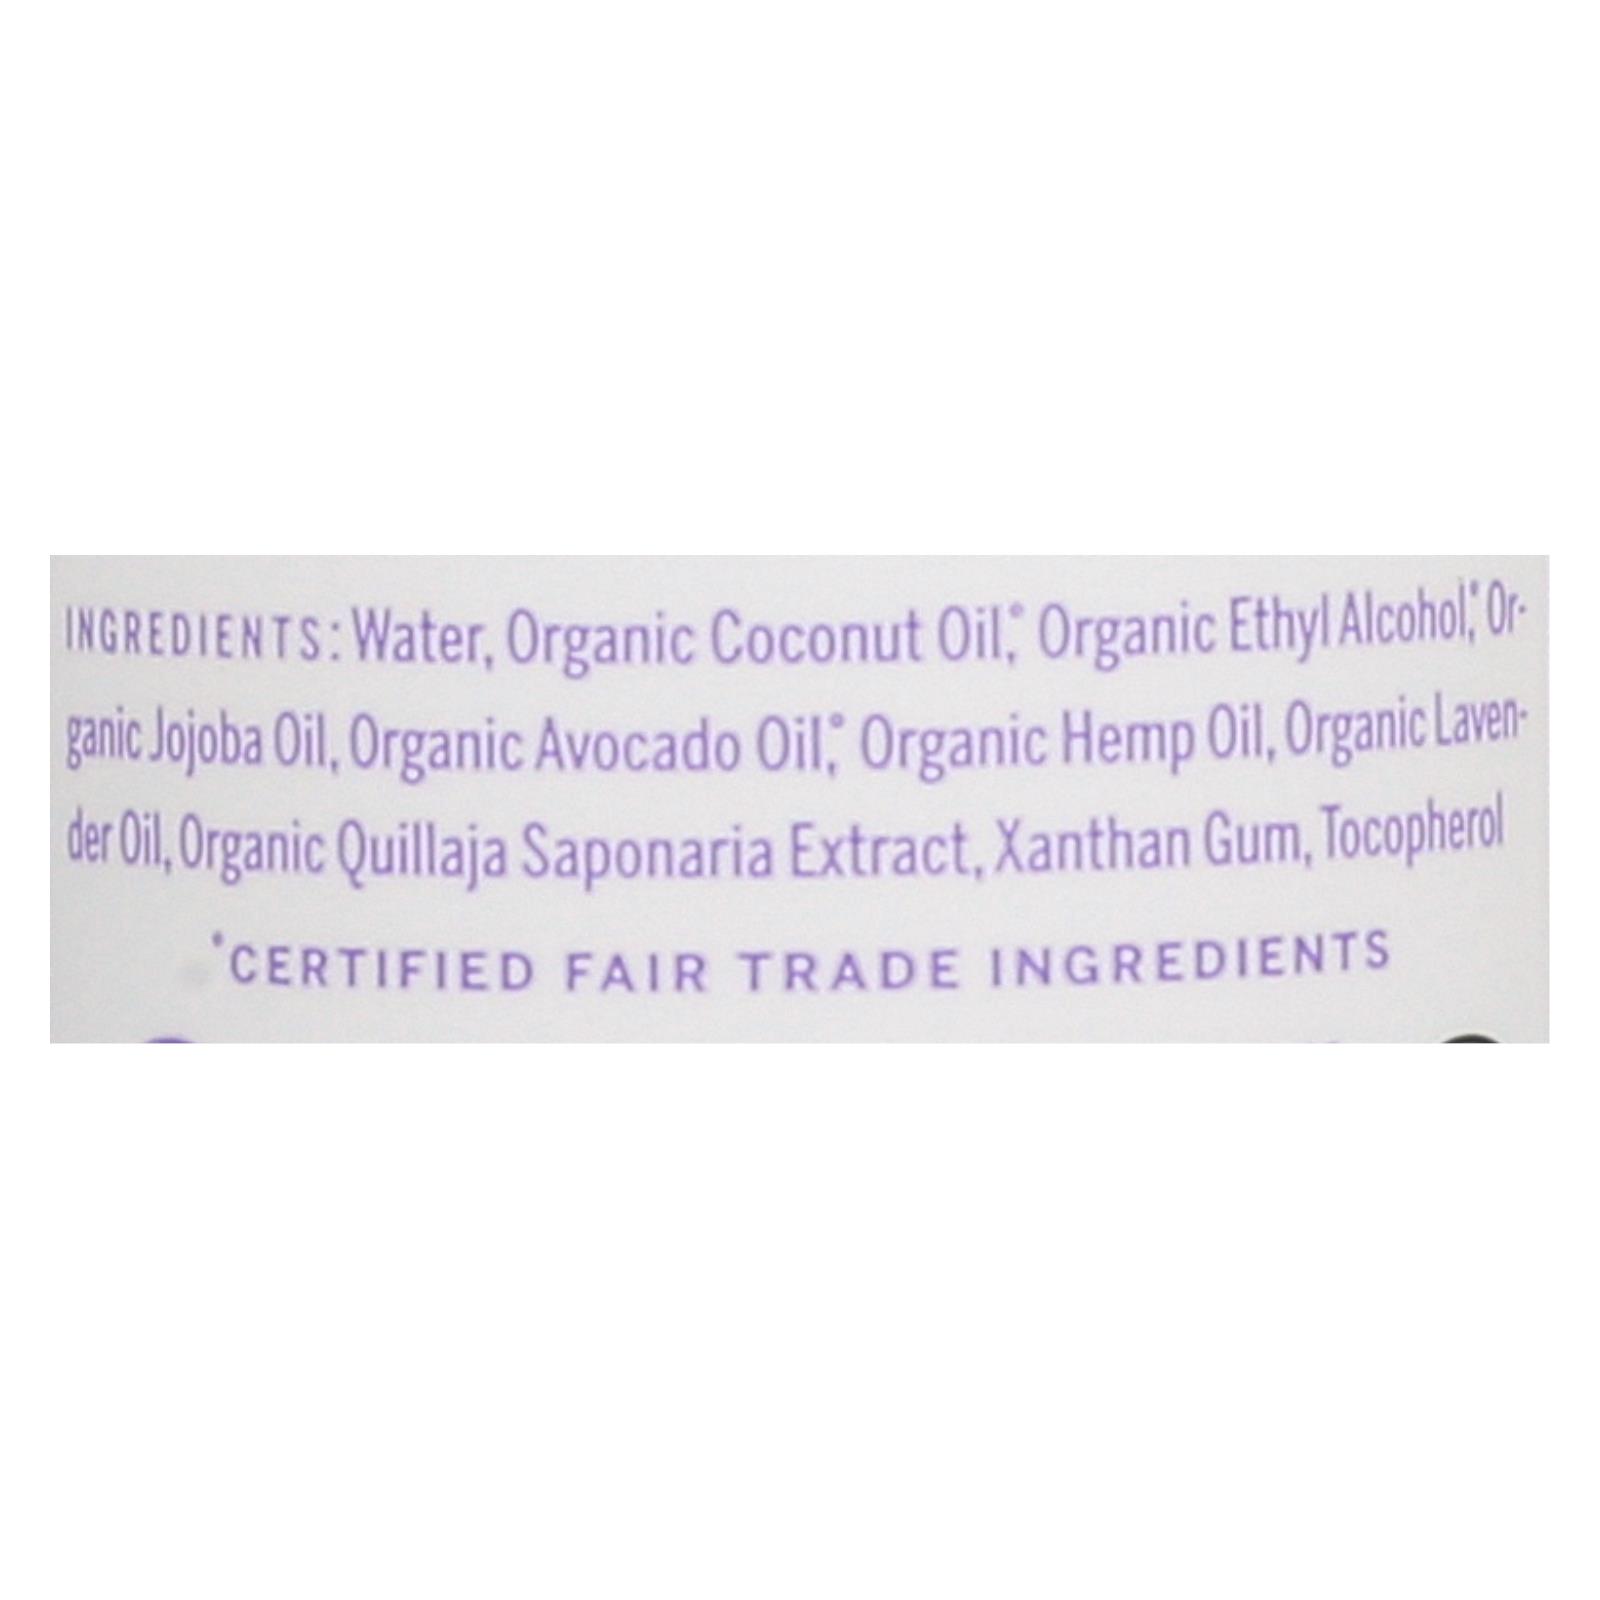 INGREDIENTS: Water, Organic Coconut Oil,* Organic Ethyl Alcohol,* Or-
ganic Jojoba Oil, Organic Avocado Oil,* Organic Hemp Oil, Organic Laven-
der Oil, Organic Quillaja Saponaria Extract, Xanthan Gum, Tocopherol
*CERTIFIED FAIR TRADE INGREDIENTS